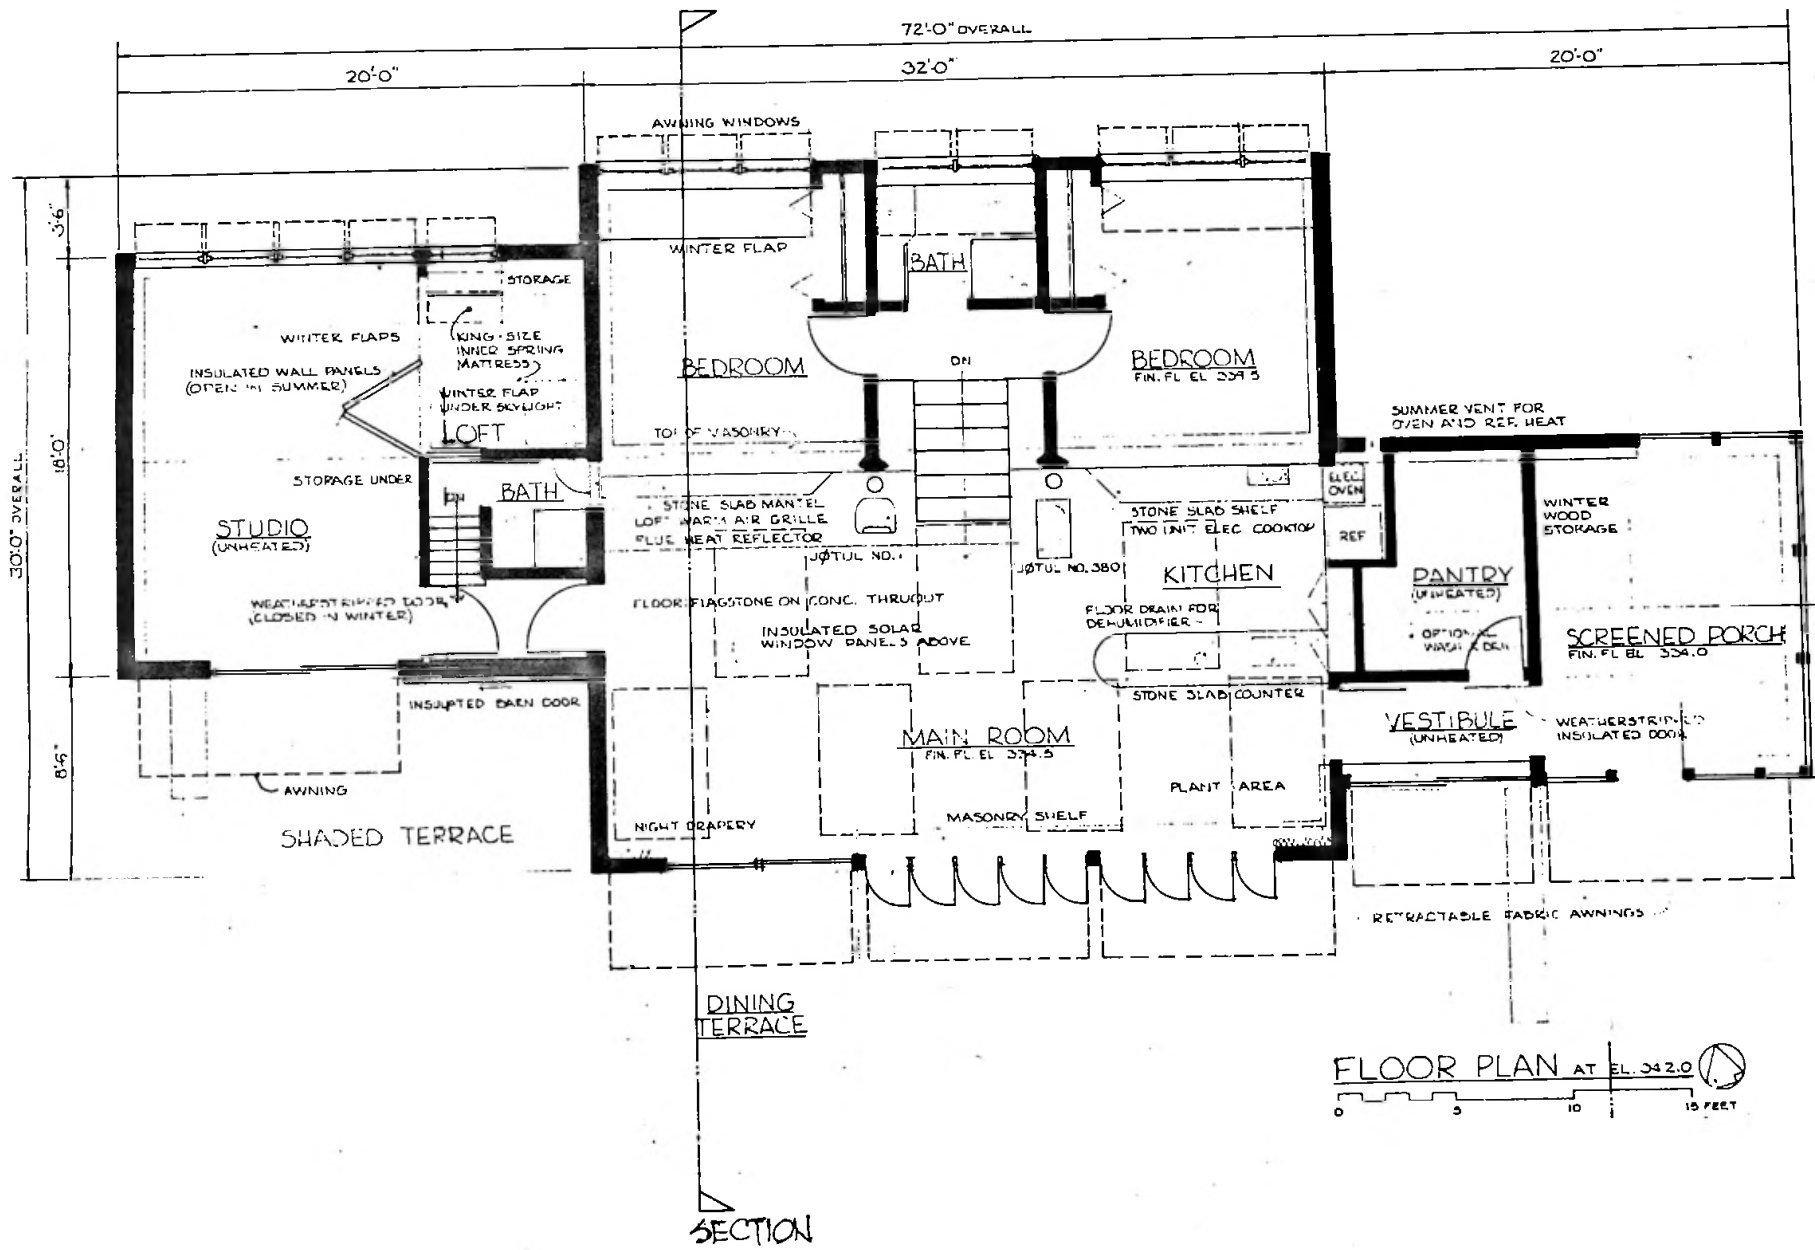 72'-0" OVERALL
20'-0"
32'-0"
20'-0"
AWNING WINDOWS
3'-6"
18'-0"
8'-6"
30'-0" OVERALL
WINTER FLAP
BATH
BEDROOM
DN
BEDROOM
FIN. FL EL 339.5
STORAGE
WINTER FLAPS
KING-SIZE
INNER SPRING
MATTRESS
INSULATED WALL PANELS
(OPEN IN SUMMER)
WINTER FLAP
UNDER SKYLIGHT
LOFT
TOP OF MASONRY
SUMMER VENT FOR
OVEN AND REF. HEAT
STORAGE UNDER
DN
BATH
STUDIO
(UNHEATED)
STONE SLAB MANTEL
LOFT WARM AIR GRILLE
FLUE HEAT REFLECTOR
JØTUL NO. 1
JØTUL NO. 380
STONE SLAB SHELF
TWO UNIT ELEC COOKTOP
ELEC.
OVEN
REF
WINTER
WOOD
STORAGE
KITCHEN
PANTRY
(UNHEATED)
WEATHERSTRIPPED DOOR
(CLOSED IN WINTER)
FLOOR: FLAGSTONE ON CONC. THRUOUT
INSULATED SOLAR
WINDOW PANELS ABOVE
FLOOR DRAIN FOR
DEHUMIDIFIER
OPTIONAL
SCREENED PORCH
FIN. FL EL 334.0
INSULATED BARN DOOR
STONE SLAB COUNTER
MAIN ROOM
FIN. FL. EL 334.5
VESTIBULE
(UNHEATED)
WEATHERSTRIPPED
INSULATED DOOR
AWNING
SHADED TERRACE
NIGHT DRAPERY
MASONRY SHELF
PLANT AREA
RETRACTABLE FABRIC AWNINGS
DINING
TERRACE
FLOOR PLAN AT EL. 342.0
0 5 10 15 FEET
SECTION